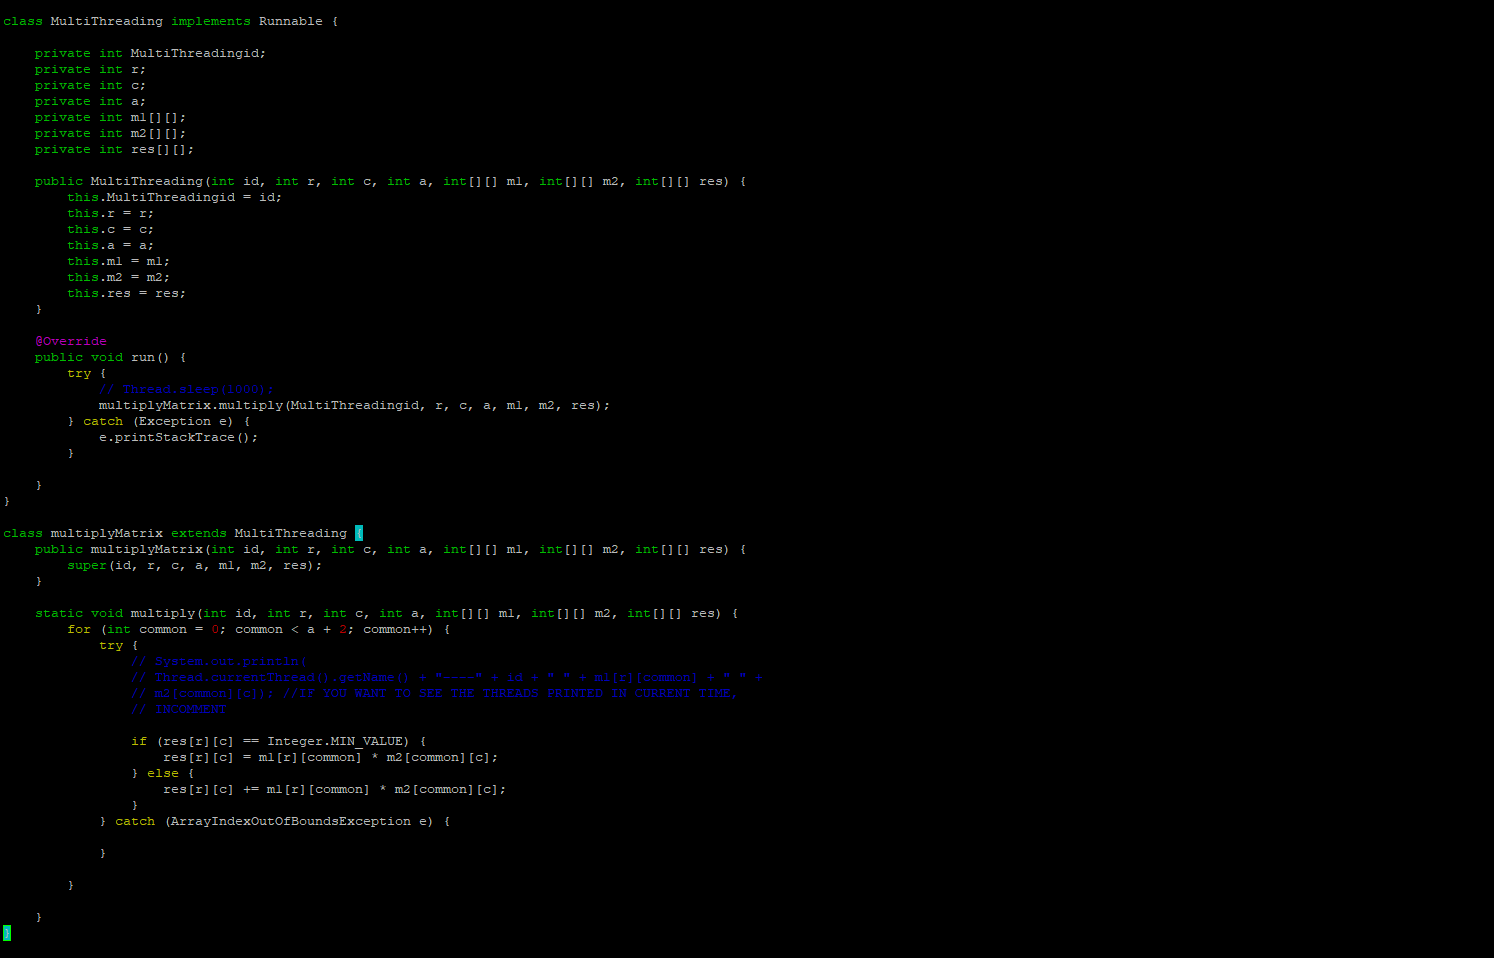 class MultiThreading implements Runnable {
private int MultiThreadingid;
private int r;
private int c;
private int a;
private int m1[][];
private int m2[][];
private int res[][];
public MultiThreading(int id, int r, int c, int a, int[][] m1, int[][] m2, int[][] res) {
this.MultiThreadingid = id;
this.r = r;
this.c = c;
this.a = a;
this.m1 = m1;
this.m2 = m2;
this.res = res;
}
@Override
public void run() {
try {
// Thread.sleep(1000);
multiplyMatrix.multiply(MultiThreadingid, r, c, a, m1, m2, res);
} catch (Exception e) {
e.printStackTrace();
}
}
}
class multiplyMatrix extends MultiThreading {
public multiplyMatrix(int id, int r, int c, int a, int[][] m1, int[][] m2, int[][] res) {
super(id, r, c, a, m1, m2, res);
}
static void multiply(int id, int r, int c, int a, int[][] m1, int[][] m2, int[][] res) {
for (int common = 0; common < a + 2; common++) {
try {
// System.out.println(
// Thread.currentThread().getName() + "----" + id + " " + m1[r][common] + " " +
// m2[common][c]); //IF YOU WANT TO SEE THE THREADS PRINTED IN CURRENT TIME,
// INCOMMENT
if (res[r][c] == Integer.MIN_VALUE) {
res[r][c] = m1[r][common] * m2[common][c];
} else {
res[r][c] += m1[r][common] * m2[common][c];
}
} catch (ArrayIndexOutOfBoundsException e) {
}
}
}
}